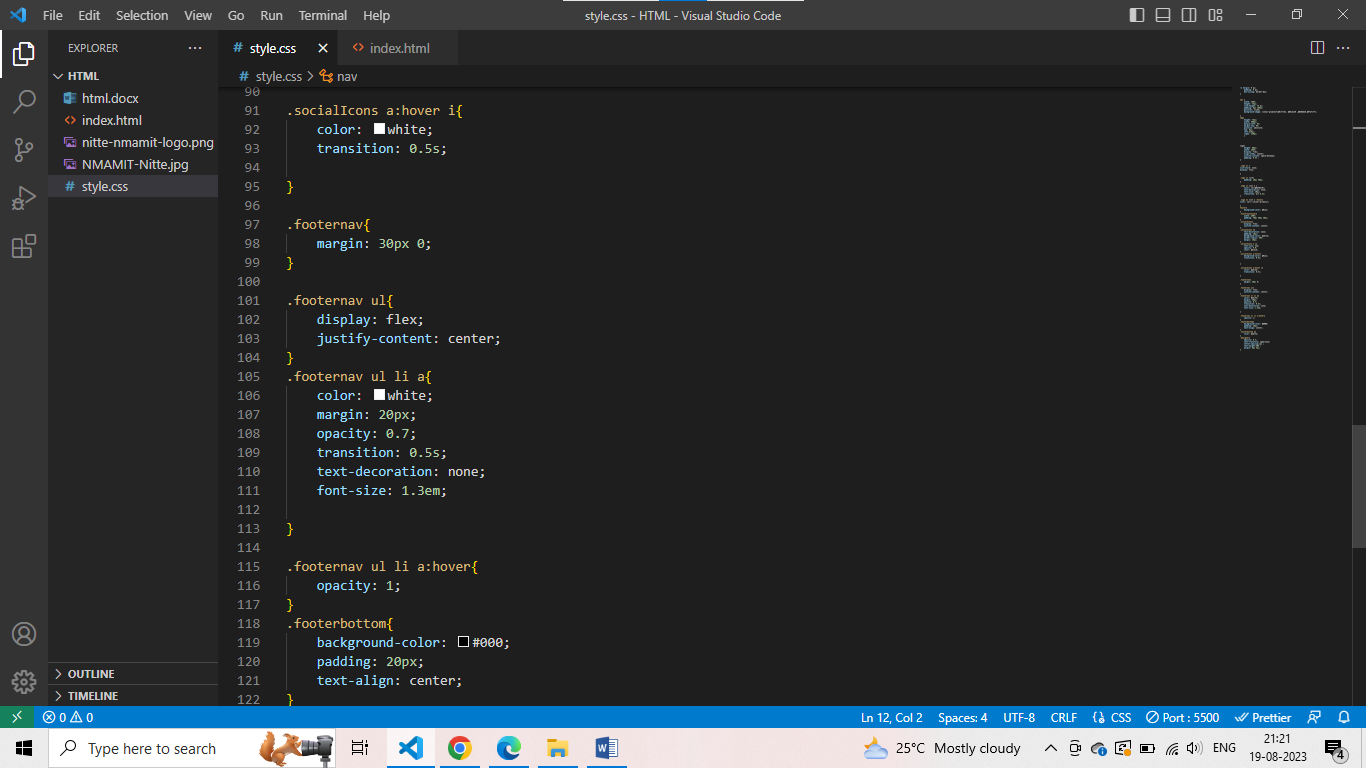 File Edit Selection View Go Run Terminal Help
style.css - HTML - Visual Studio Code
EXPLORER
HTML
html.docx
index.html
nitte-nmamit-logo.png
NMAMIT-Nitte.jpg
# style.css
OUTLINE
TIMELINE
# style.css
index.html
# style.css > nav
90
91 .socialIcons a:hover i{
92 color: white;
93 transition: 0.5s;
94
95 }
96
97 .footernav{
98 margin: 30px 0;
99 }
100
101 .footernav ul{
102 display: flex;
103 justify-content: center;
104 }
105 .footernav ul li a{
106 color: white;
107 margin: 20px;
108 opacity: 0.7;
109 transition: 0.5s;
110 text-decoration: none;
111 font-size: 1.3em;
112
113 }
114
115 .footernav ul li a:hover{
116 opacity: 1;
117 }
118 .footerbottom{
119 background-color: #000;
120 padding: 20px;
121 text-align: center;
122 }
0 0 Ln 12, Col 2 Spaces: 4 UTF-8 CRLF {} CSS Port : 5500 Prettier
Type here to search
25°C Mostly cloudy
ENG
21:21
19-08-2023
4